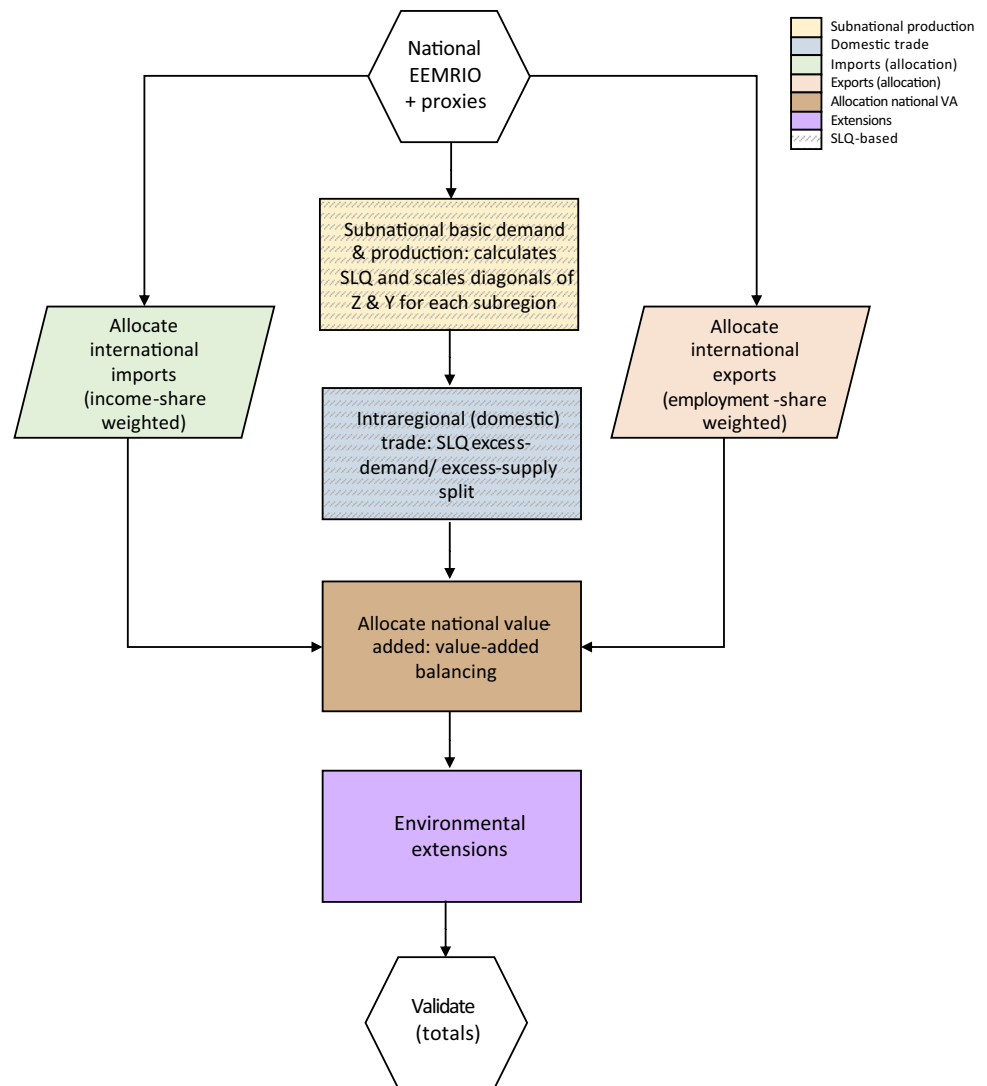 National
EEMRIO
+ proxies
Subnational production
Domestic trade
Imports (allocation)
Exports (allocation)
Allocation national VA
Extensions
SLQ-based
Subnational basic demand
& production: calculates
SLQ and scales diagonals of
Z & Y for each subregion
Allocate
international
imports
(income-share
weighted)
Allocate
international
exports
(employment -share
weighted)
Intraregional (domestic)
trade: SLQ excess-
demand/ excess-supply
split
Allocate national value-
added: value-added
balancing
Environmental
extensions
Validate
(totals)